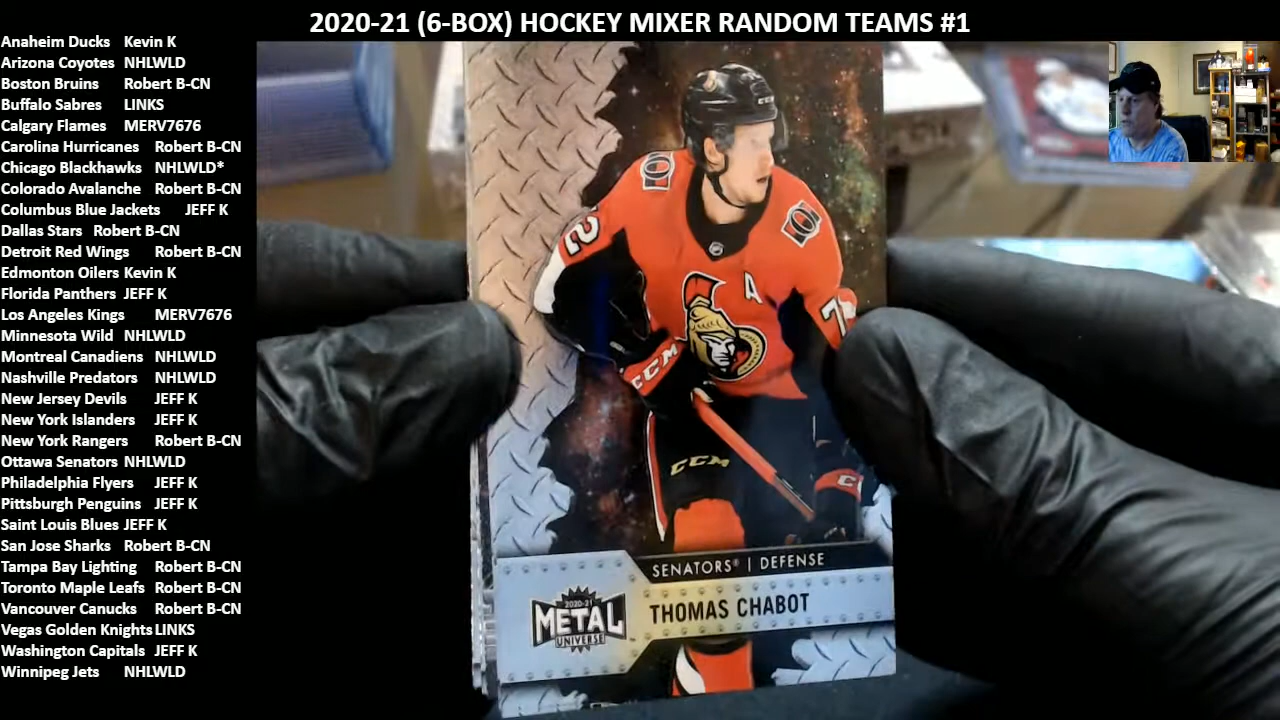 2020-21 (6-BOX) HOCKEY MIXER RANDOM TEAMS #1
Anaheim Ducks Kevin K
Arizona Coyotes NHLWLD
Boston Bruins Robert B-CN
Buffalo Sabres LINKS
Calgary Flames MERV7676
Carolina Hurricanes Robert B-CN
Chicago Blackhawks NHLWLD*
Colorado Avalanche Robert B-CN
Columbus Blue Jackets JEFF K
Dallas Stars Robert B-CN
Detroit Red Wings Robert B-CN
Edmonton Oilers Kevin K
Florida Panthers JEFF K
Los Angeles Kings MERV7676
Minnesota Wild NHLWLD
Montreal Canadiens NHLWLD
Nashville Predators NHLWLD
New Jersey Devils JEFF K
New York Islanders JEFF K
New York Rangers Robert B-CN
Ottawa Senators NHLWLD
Philadelphia Flyers JEFF K
Pittsburgh Penguins JEFF K
Saint Louis Blues JEFF K
San Jose Sharks Robert B-CN
Tampa Bay Lighting Robert B-CN
Toronto Maple Leafs Robert B-CN
Vancouver Canucks Robert B-CN
Vegas Golden Knights LINKS
Washington Capitals JEFF K
Winnipeg Jets NHLWLD
CCM
2
A
7
CCM
CCM
C
SENATORS® | DEFENSE
THOMAS CHABOT
2020-21
METAL
UNIVERSE